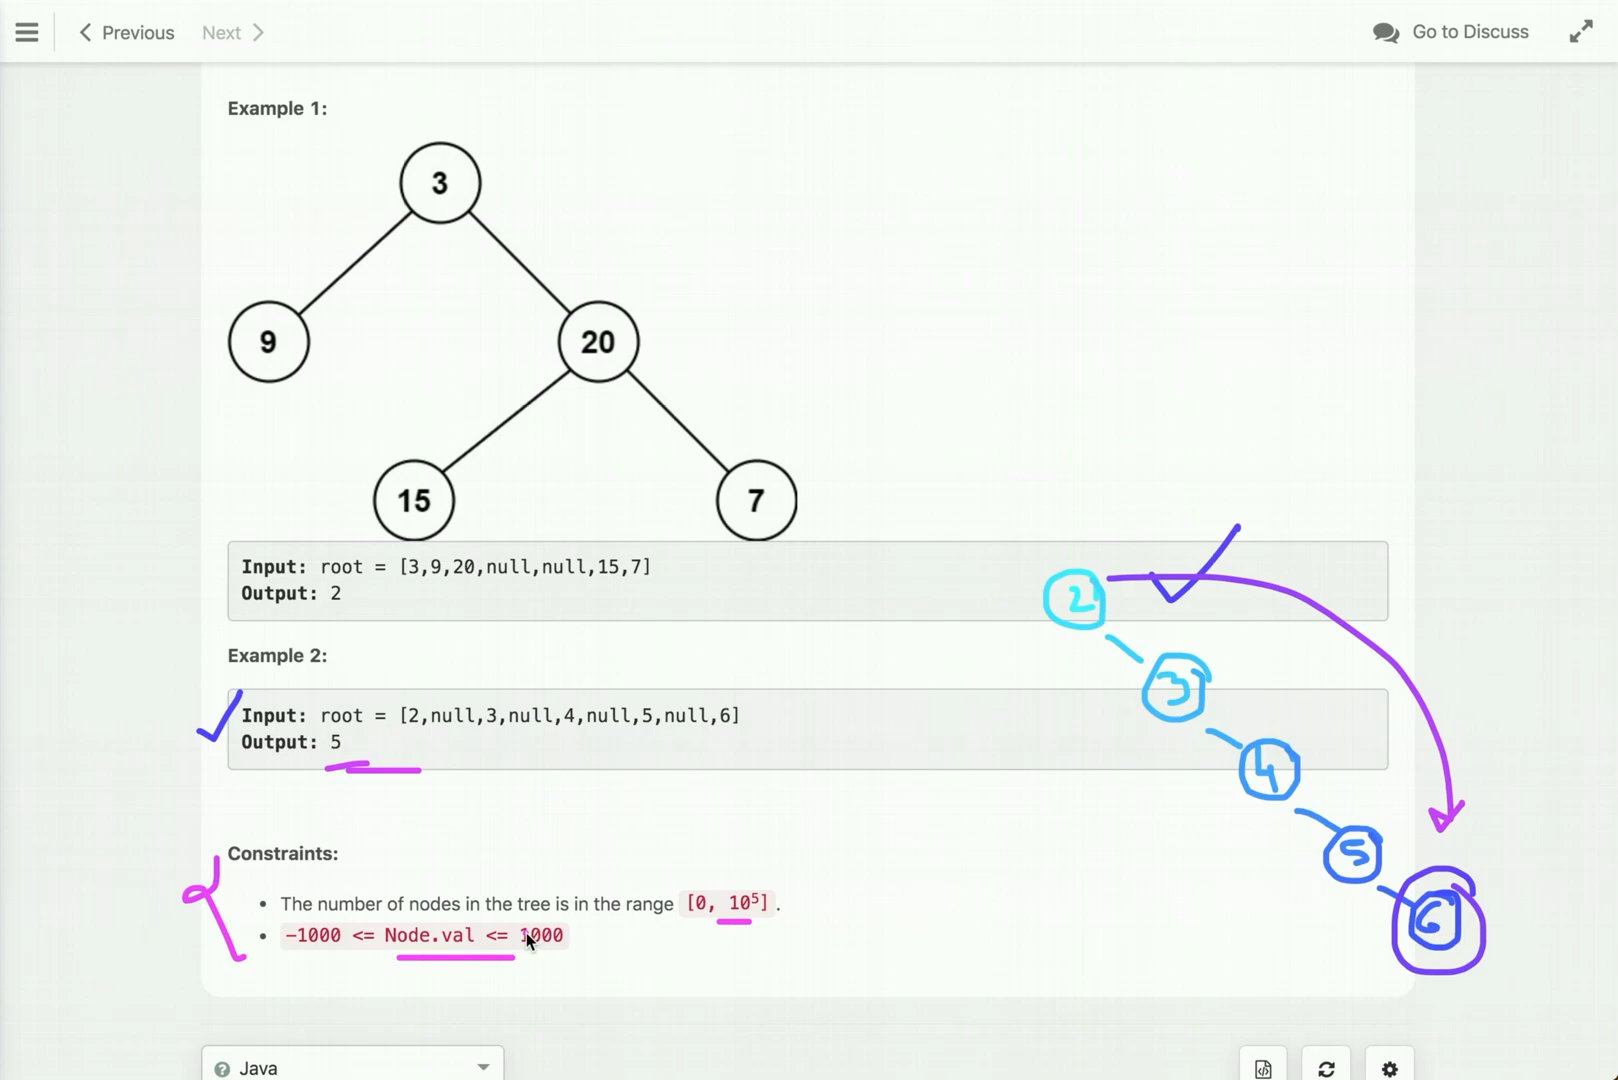 Previous
Next
Go to Discuss
Example 1:
3
9
20
15
7
Input: root = [3,9,20,null,null,15,7]
Output: 2
2
3
4
5
6
Example 2:
Input: root = [2,null,3,null,4,null,5,null,6]
Output: 5
Constraints:
The number of nodes in the tree is in the range [0, 10⁵].
-1000 <= Node.val <= 1000
Java